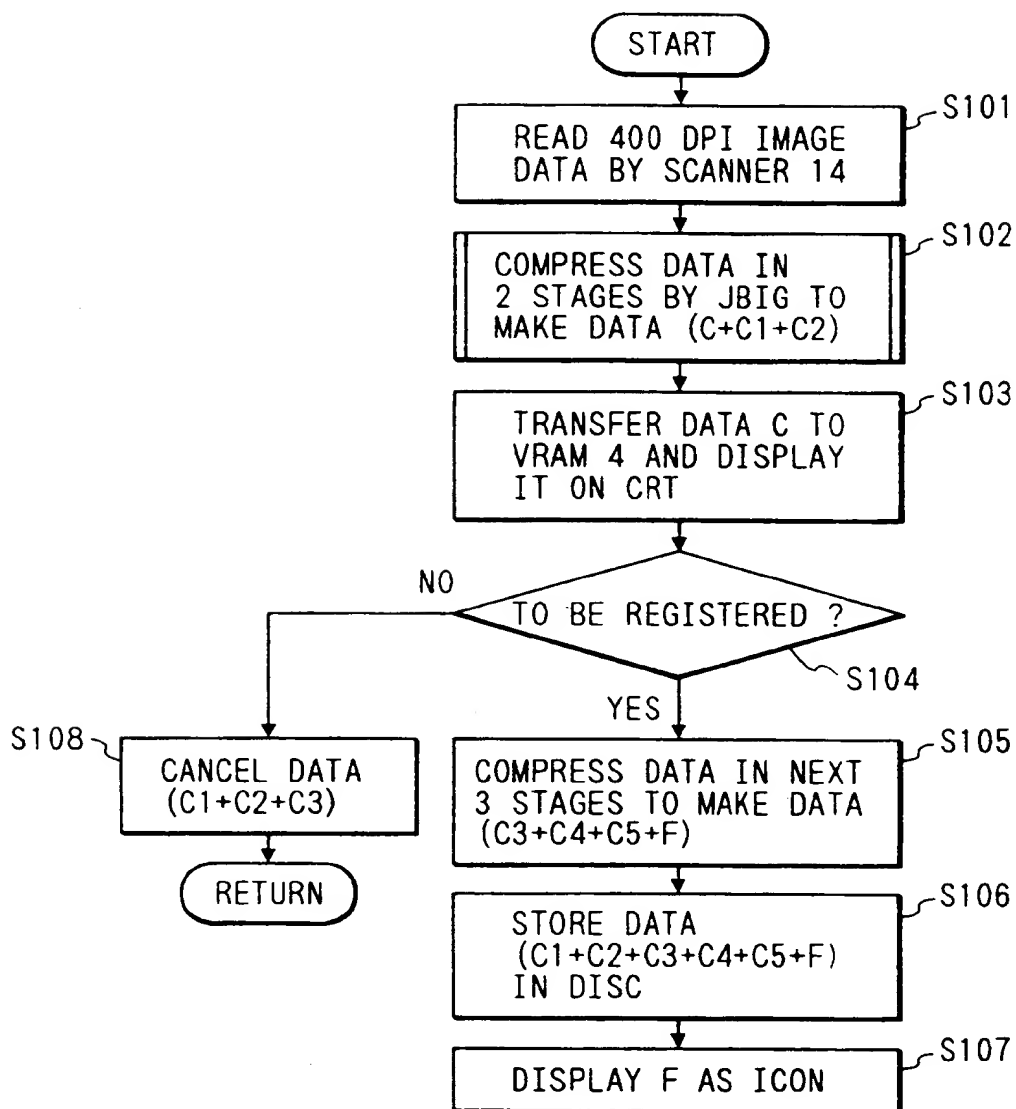 START
S101
READ 400 DPI IMAGE
DATA BY SCANNER 14
S102
COMPRESS DATA IN
2 STAGES BY JBIG TO
MAKE DATA (C+C1+C2)
S103
TRANSFER DATA C TO
VRAM 4 AND DISPLAY
IT ON CRT
NO
TO BE REGISTERED ?
S104
YES
S108
CANCEL DATA
(C1+C2+C3)
RETURN
S105
COMPRESS DATA IN NEXT
3 STAGES TO MAKE DATA
(C3+C4+C5+F)
S106
STORE DATA
(C1+C2+C3+C4+C5+F)
IN DISC
S107
DISPLAY F AS ICON